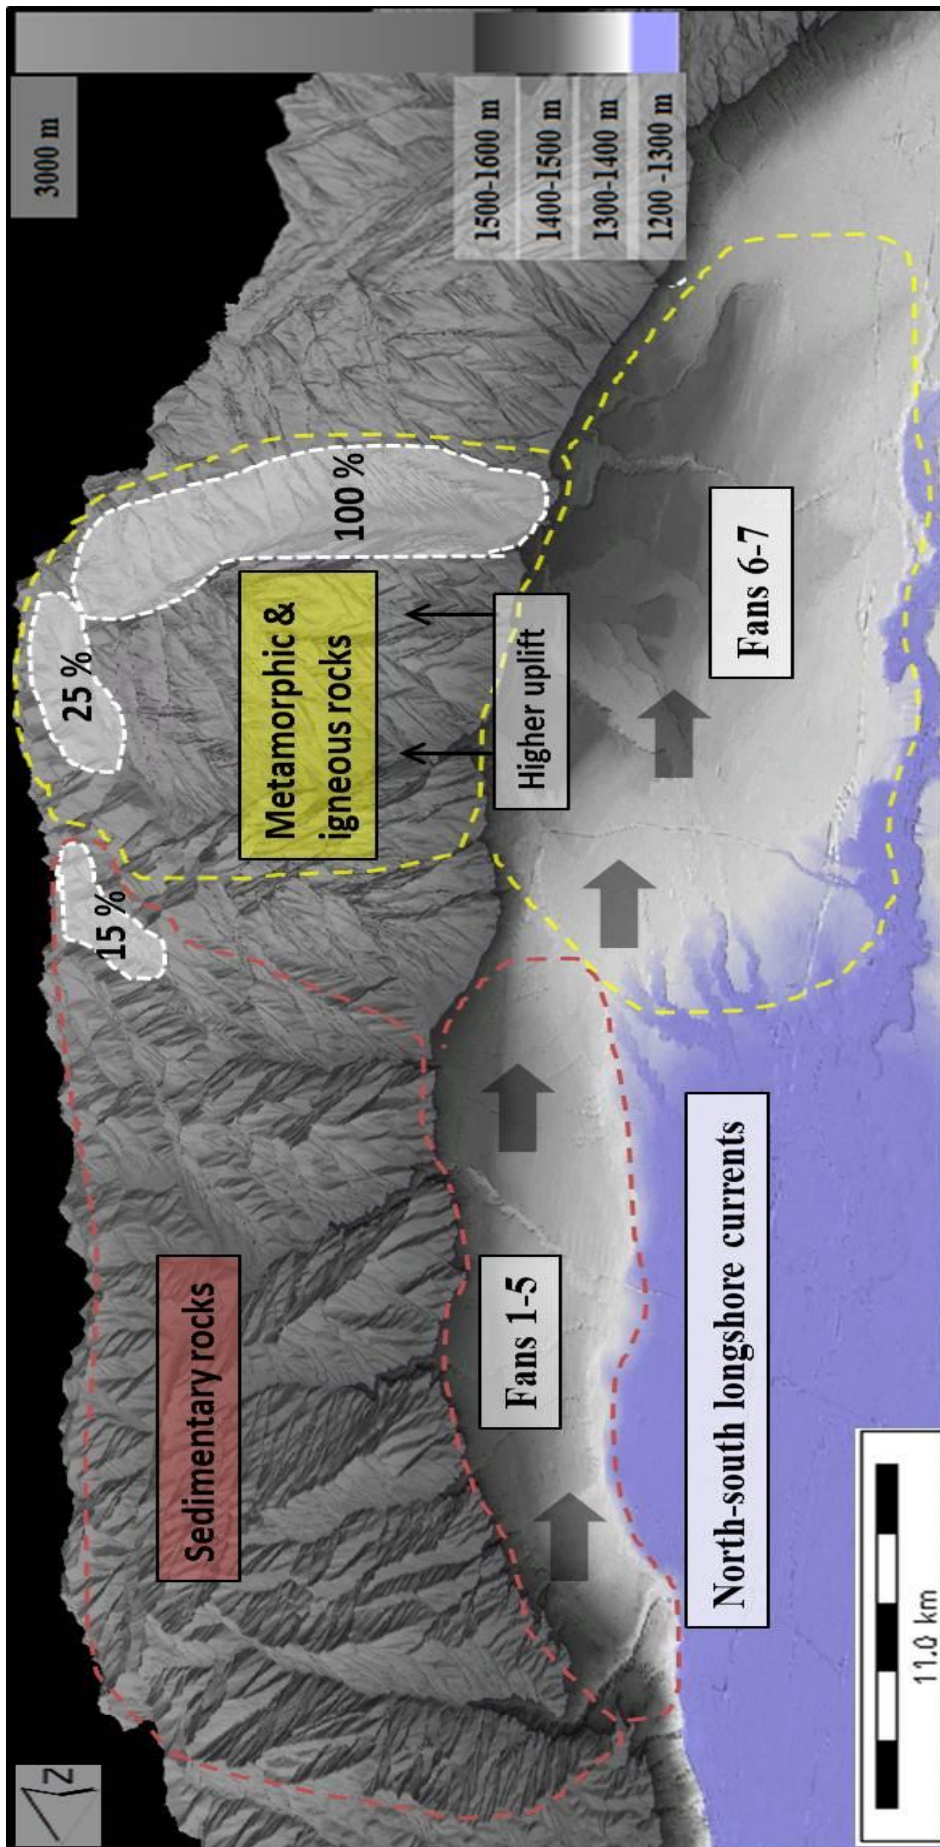 3000 m
1500-1600 m
1400-1500 m
1300-1400 m
1200 -1300 m
N
25 %
15 %
100 %
Metamorphic &
igneous rocks
Sedimentary rocks
Higher uplift
Fans 1-5
Fans 6-7
North-south longshore currents
11.0 km